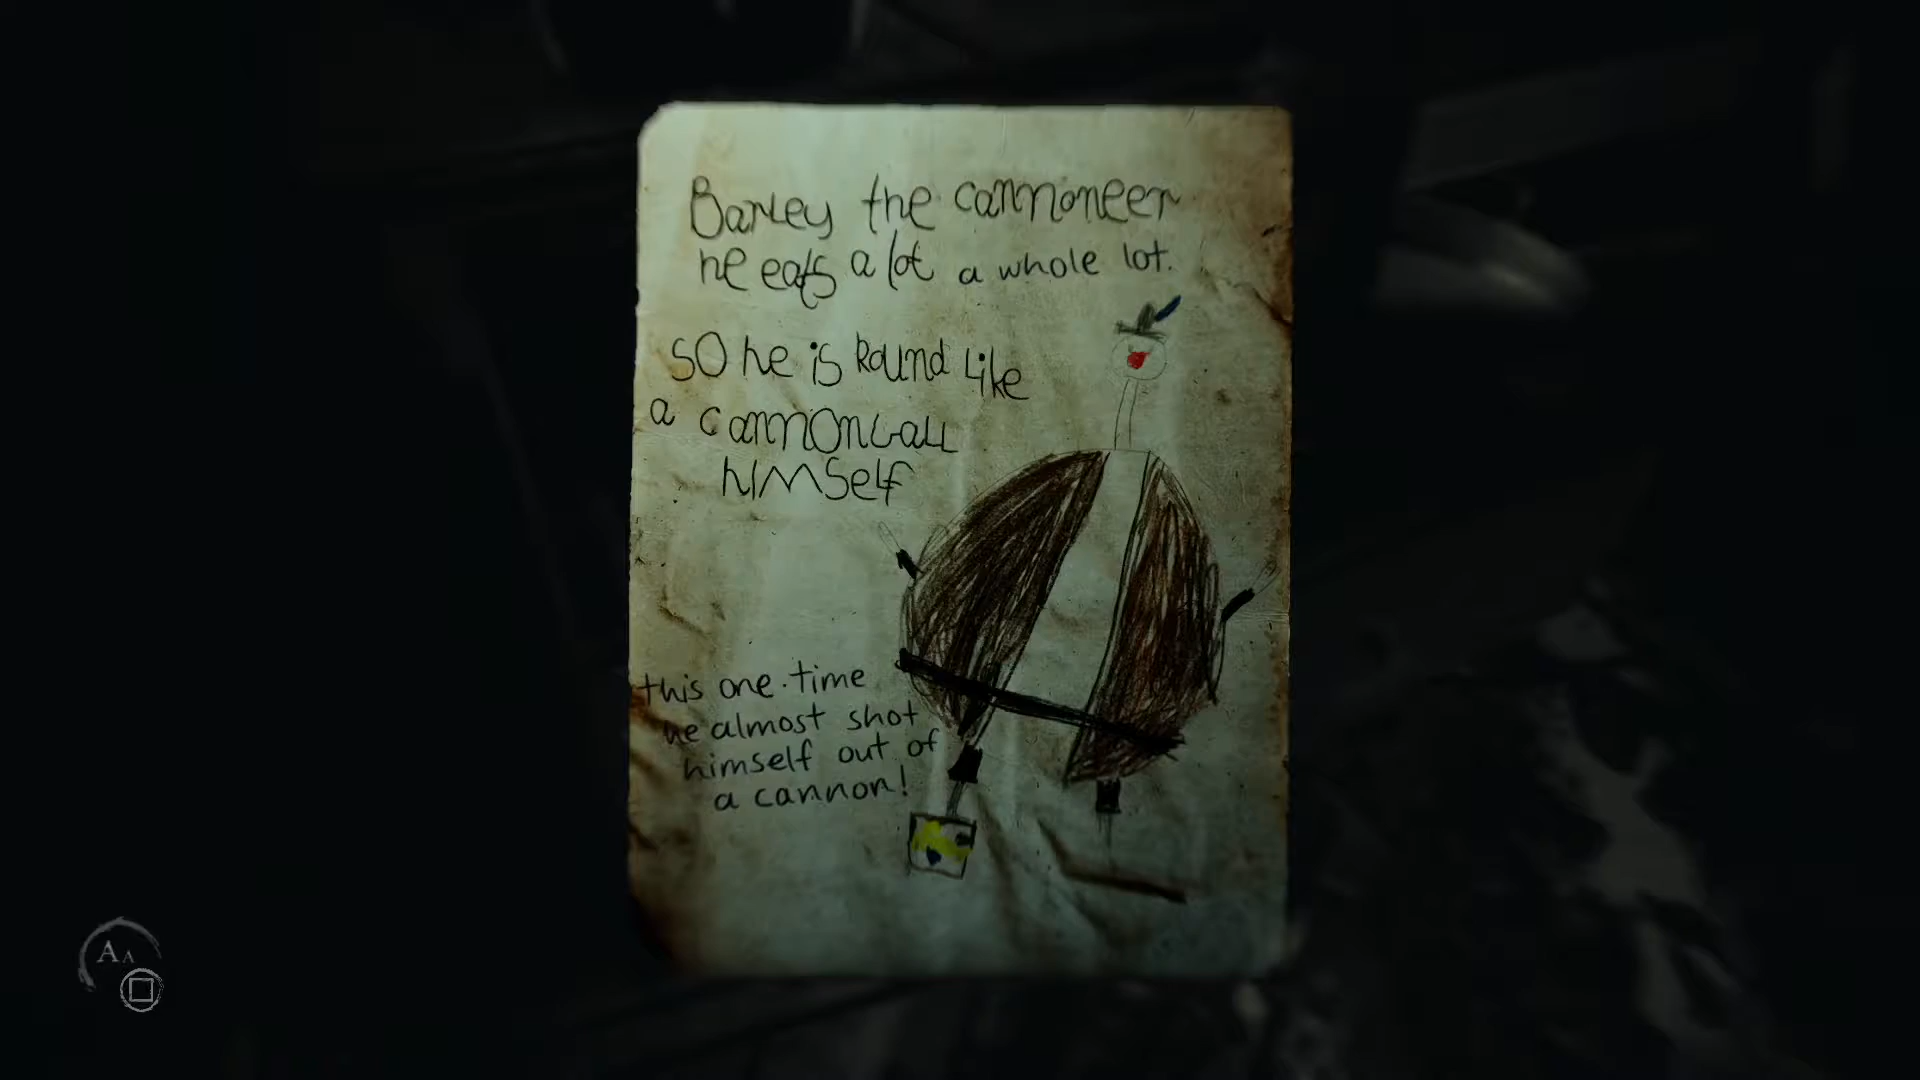 Barley the cannoneer
he eats a lot a whole lot.
so he is Round Like
a cannonball
himself
this one time
he almost shot
himself out of
a cannon!
AA